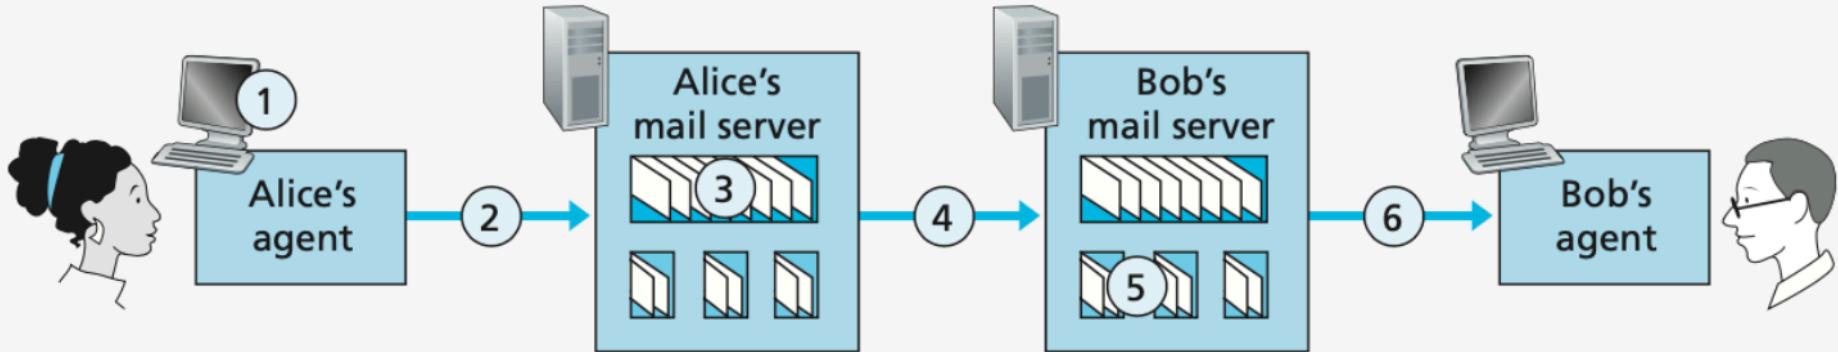 1
Alice's
agent
2
Alice's
mail server
3
4
Bob's
mail server
5
6
Bob's
agent